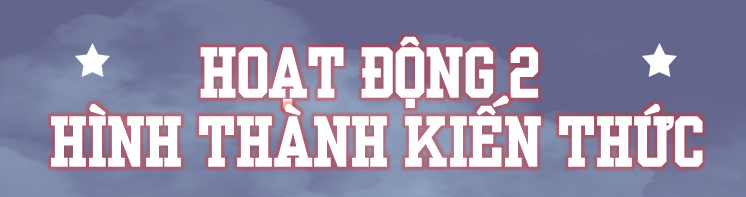 HOẠT ĐỘNG 2
HÌNH THÀNH KIẾN THỨC